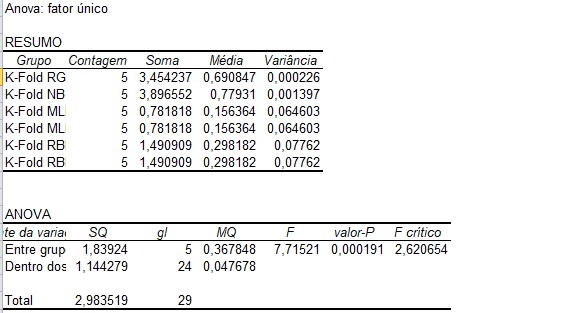 Anova: fator único
RESUMO
Grupo Contagem Soma Média Variância
K-Fold RG 5 3,454237 0,690847 0,000226
K-Fold NB 5 3,896552 0,77931 0,001397
K-Fold ML 5 0,781818 0,156364 0,064603
K-Fold ML 5 0,781818 0,156364 0,064603
K-Fold RB 5 1,490909 0,298182 0,07762
K-Fold RB 5 1,490909 0,298182 0,07762
ANOVA
te da varia SQ gl MQ F valor-P F crítico
Entre grup 1,83924 5 0,367848 7,71521 0,000191 2,620654
Dentro dos 1,144279 24 0,047678
Total 2,983519 29